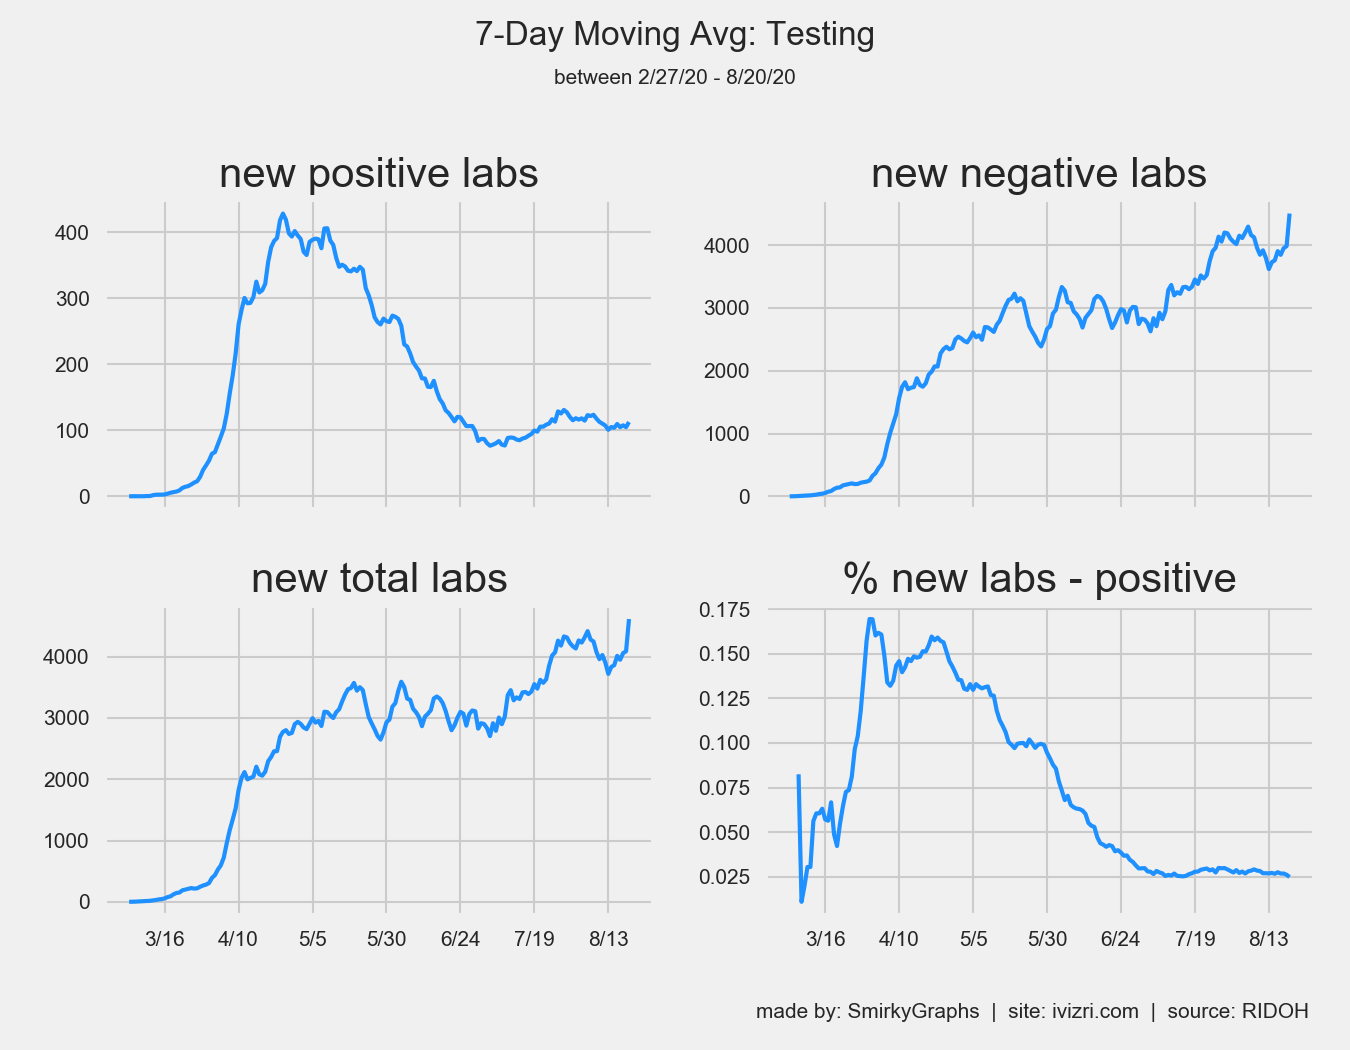 7-Day Moving Avg: Testing
between 2/27/20 - 8/20/20
new positive labs
400
300
200
100
0
new negative labs
4000
3000
2000
1000
0
new total labs
4000
3000
2000
1000
0
3/16 4/10 5/5 5/30 6/24 7/19 8/13
% new labs - positive
0.175
0.150
0.125
0.100
0.075
0.050
0.025
3/16 4/10 5/5 5/30 6/24 7/19 8/13
made by: SmirkyGraphs | site: ivizri.com | source: RIDOH